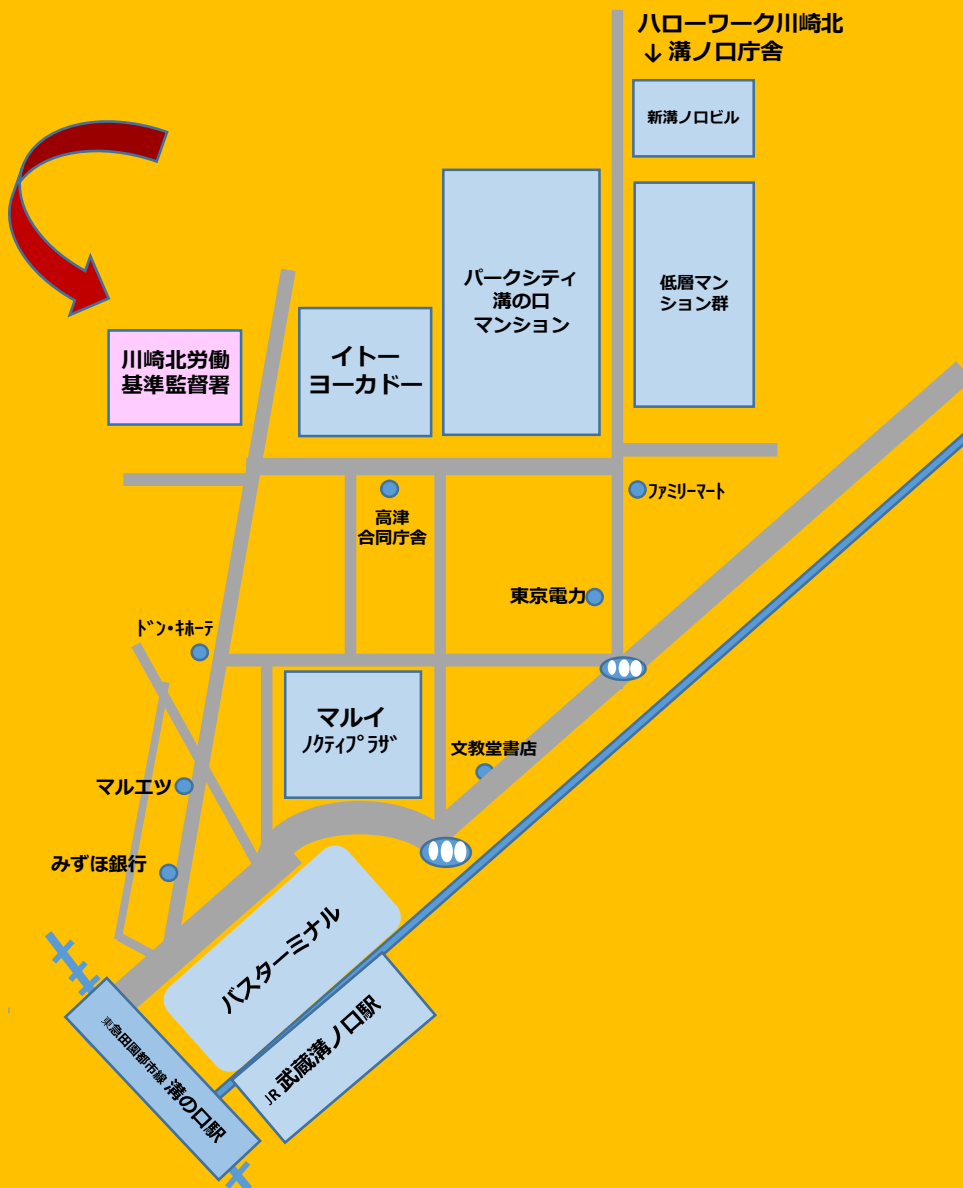 ハローワーク川崎北
↓ 溝ノ口庁舎
新溝ノ口ビル
パークシティ
溝の口
マンション
低層マン
ション群
川崎北労働
基準監督署
イトー
ヨーカドー
ファミリーマート
高津
合同庁舎
東京電力
ドン・キホーテ
マルイ
ノクティプラザ
文教堂書店
マルエツ
みずほ銀行
バスターミナル
JR 武蔵溝ノ口駅
東急田園都市線 溝の口駅